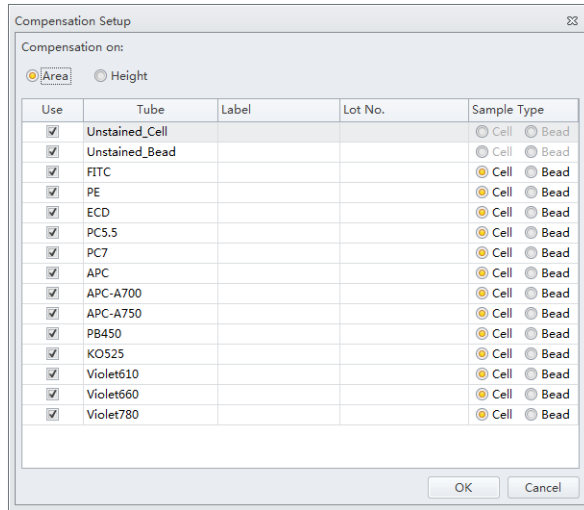 Compensation Setup
Compensation on:
Area Height
Use Tube Label Lot No. Sample Type
Unstained_Cell Cell Bead
Unstained_Bead Cell Bead
FITC Cell Bead
PE Cell Bead
ECD Cell Bead
PC5.5 Cell Bead
PC7 Cell Bead
APC Cell Bead
APC-A700 Cell Bead
APC-A750 Cell Bead
PB450 Cell Bead
KO525 Cell Bead
Violet610 Cell Bead
Violet660 Cell Bead
Violet780 Cell Bead
OK Cancel